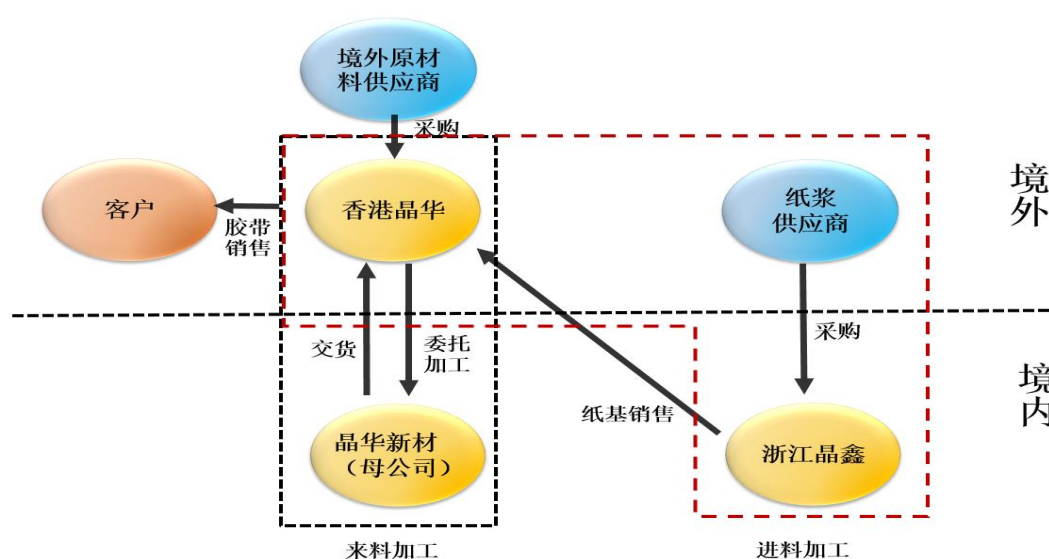 境外原材
料供应商
采购
客户
香港晶华
纸浆
供应商
境
外
胶带
销售
交货
委托
加工
采购
境
内
纸基销售
晶华新材
（母公司）
浙江晶鑫
来料加工
进料加工